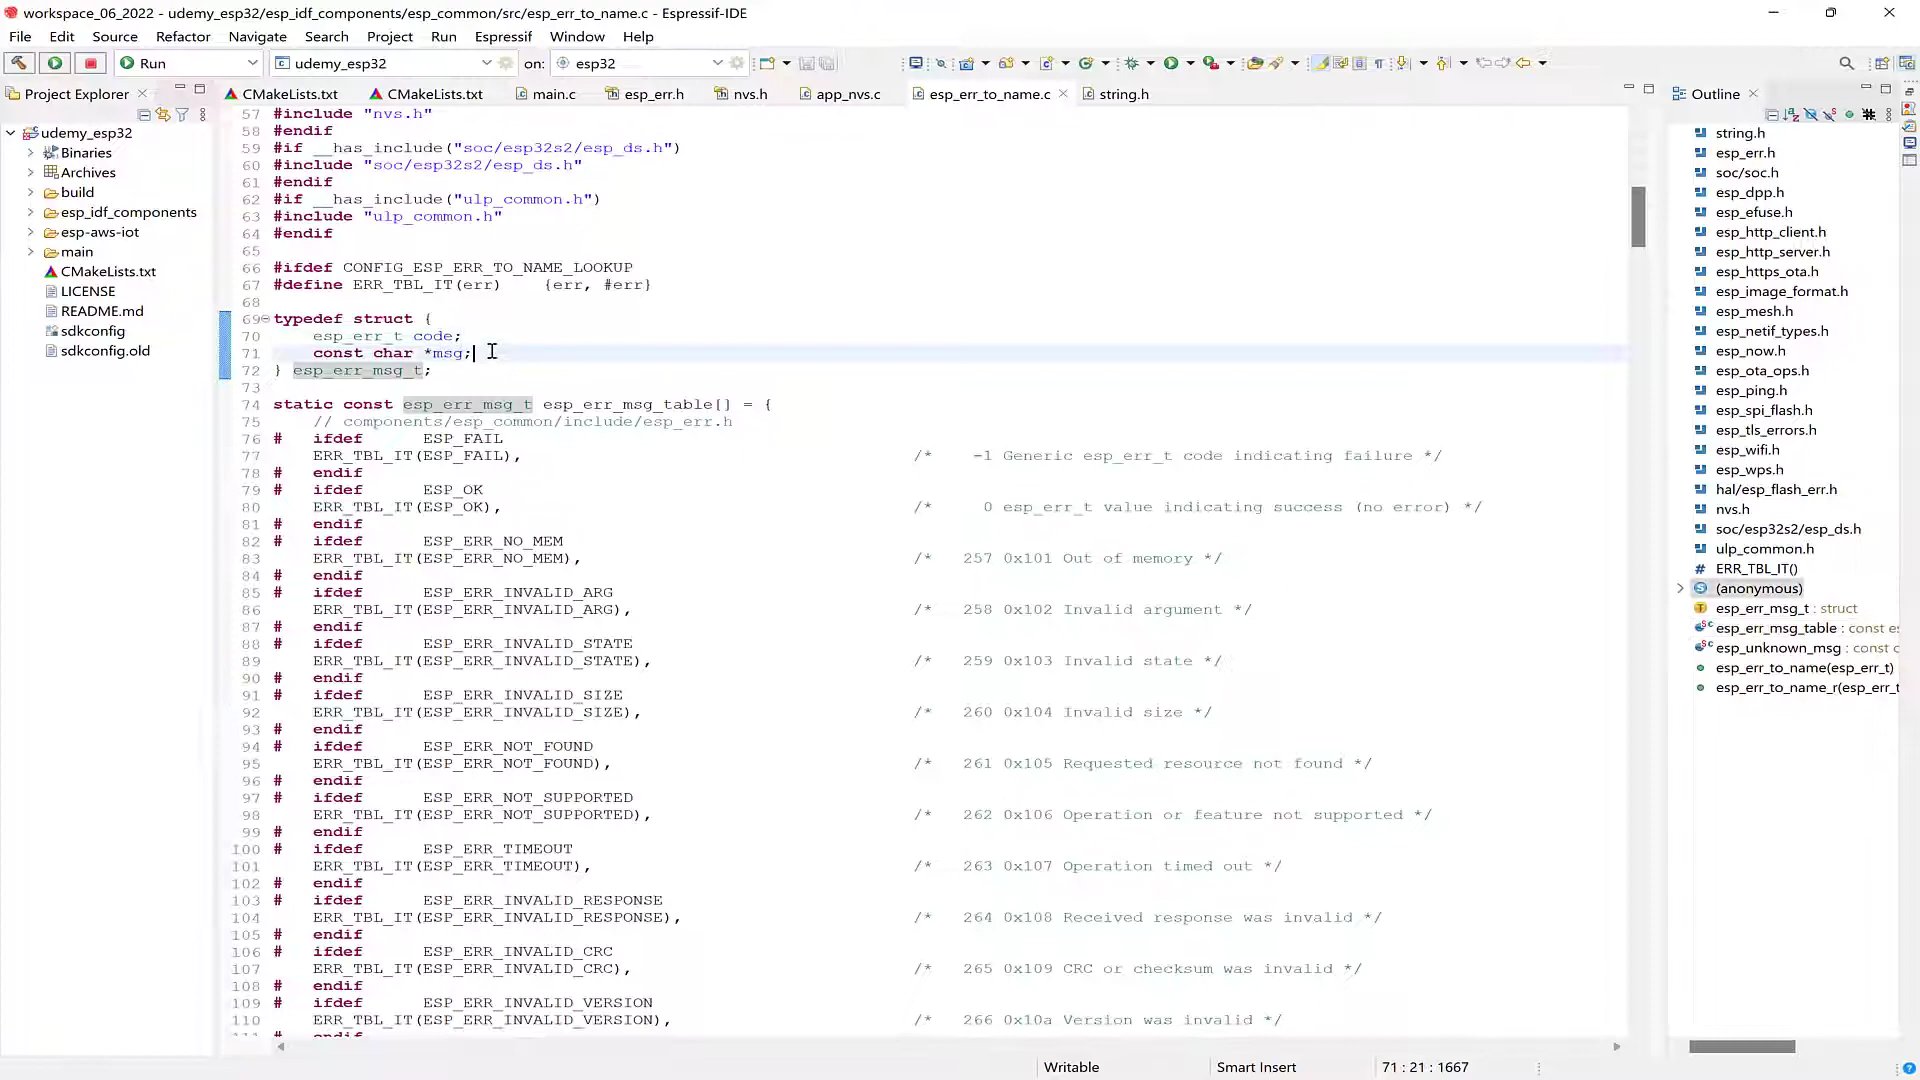 workspace_06_2022 - udemy_esp32/esp_idf_components/esp_common/src/esp_err_to_name.c - Espressif-IDE
File Edit Source Refactor Navigate Search Project Run Espressif Window Help
Run udemy_esp32 on: esp32
Project Explorer
udemy_esp32
Binaries
Archives
build
esp_idf_components
esp-aws-iot
main
CMakeLists.txt
LICENSE
README.md
sdkconfig
sdkconfig.old
CMakeLists.txt CMakeLists.txt main.c esp_err.h nvs.h app_nvs.c esp_err_to_name.c string.h
57 #include "nvs.h"
58 #endif
59 #if __has_include("soc/esp32s2/esp_ds.h")
60 #include "soc/esp32s2/esp_ds.h"
61 #endif
62 #if __has_include("ulp_common.h")
63 #include "ulp_common.h"
64 #endif
65
66 #ifdef CONFIG_ESP_ERR_TO_NAME_LOOKUP
67 #define ERR_TBL_IT(err) {err, #err}
68
69 typedef struct {
70 esp_err_t code;
71 const char *msg;
72 } esp_err_msg_t;
73
74 static const esp_err_msg_t esp_err_msg_table[] = {
75 // components/esp_common/include/esp_err.h
76 # ifdef ESP_FAIL
77 ERR_TBL_IT(ESP_FAIL), /* -1 Generic esp_err_t code indicating failure */
78 # endif
79 # ifdef ESP_OK
80 ERR_TBL_IT(ESP_OK), /* 0 esp_err_t value indicating success (no error) */
81 # endif
82 # ifdef ESP_ERR_NO_MEM
83 ERR_TBL_IT(ESP_ERR_NO_MEM), /* 257 0x101 Out of memory */
84 # endif
85 # ifdef ESP_ERR_INVALID_ARG
86 ERR_TBL_IT(ESP_ERR_INVALID_ARG), /* 258 0x102 Invalid argument */
87 # endif
88 # ifdef ESP_ERR_INVALID_STATE
89 ERR_TBL_IT(ESP_ERR_INVALID_STATE), /* 259 0x103 Invalid state */
90 # endif
91 # ifdef ESP_ERR_INVALID_SIZE
92 ERR_TBL_IT(ESP_ERR_INVALID_SIZE), /* 260 0x104 Invalid size */
93 # endif
94 # ifdef ESP_ERR_NOT_FOUND
95 ERR_TBL_IT(ESP_ERR_NOT_FOUND), /* 261 0x105 Requested resource not found */
96 # endif
97 # ifdef ESP_ERR_NOT_SUPPORTED
98 ERR_TBL_IT(ESP_ERR_NOT_SUPPORTED), /* 262 0x106 Operation or feature not supported */
99 # endif
100 # ifdef ESP_ERR_TIMEOUT
101 ERR_TBL_IT(ESP_ERR_TIMEOUT), /* 263 0x107 Operation timed out */
102 # endif
103 # ifdef ESP_ERR_INVALID_RESPONSE
104 ERR_TBL_IT(ESP_ERR_INVALID_RESPONSE), /* 264 0x108 Received response was invalid */
105 # endif
106 # ifdef ESP_ERR_INVALID_CRC
107 ERR_TBL_IT(ESP_ERR_INVALID_CRC), /* 265 0x109 CRC or checksum was invalid */
108 # endif
109 # ifdef ESP_ERR_INVALID_VERSION
110 ERR_TBL_IT(ESP_ERR_INVALID_VERSION), /* 266 0x10a Version was invalid */
Outline
string.h
esp_err.h
soc/soc.h
esp_dpp.h
esp_efuse.h
esp_http_client.h
esp_http_server.h
esp_https_ota.h
esp_image_format.h
esp_mesh.h
esp_netif_types.h
esp_now.h
esp_ota_ops.h
esp_ping.h
esp_spi_flash.h
esp_tls_errors.h
esp_wifi.h
esp_wps.h
hal/esp_flash_err.h
nvs.h
soc/esp32s2/esp_ds.h
ulp_common.h
# ERR_TBL_IT()
(anonymous)
esp_err_msg_t : struct
esp_err_msg_table : const es
esp_unknown_msg : const c
esp_err_to_name(esp_err_t)
esp_err_to_name_r(esp_err_t
Writable Smart Insert 71 : 21 : 1667